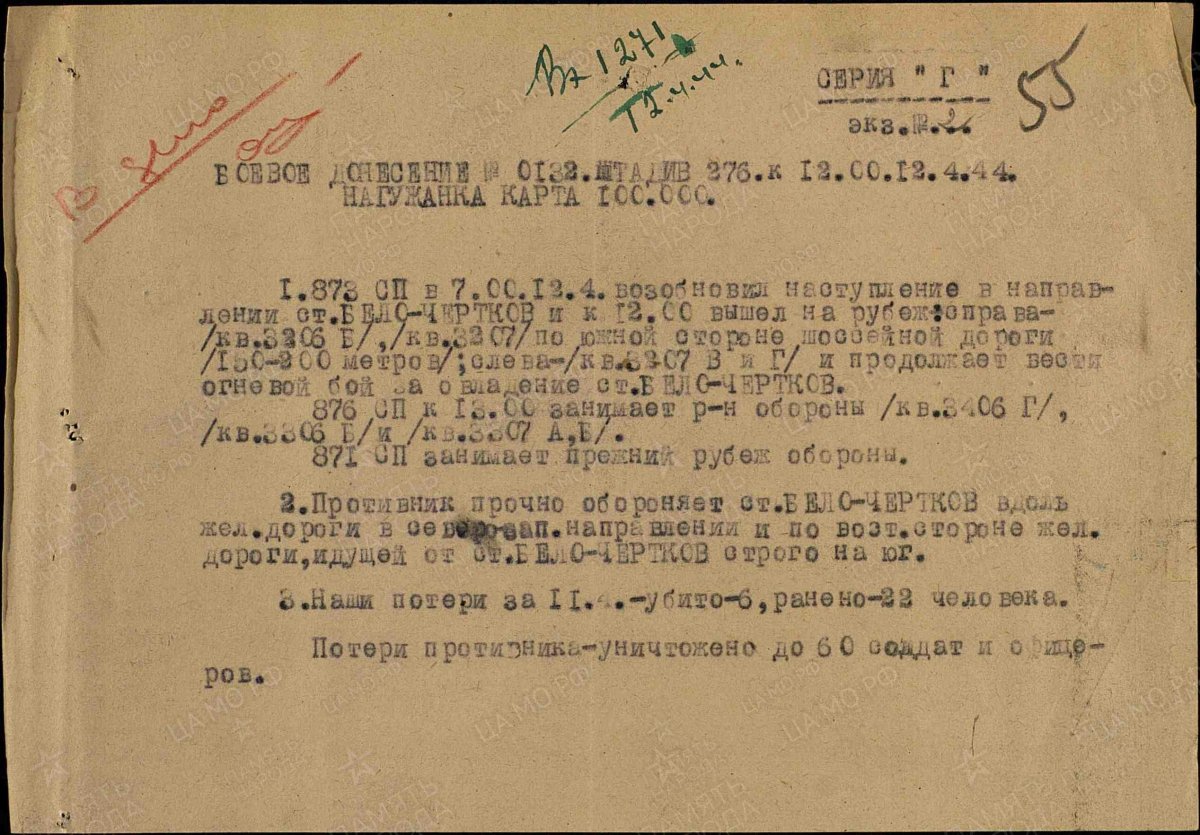 Вх 1271
12.4.44.
55
СЕРИЯ " Г "
экз.№.2.
В дело
БОЕВОЕ ДОНЕСЕНИЕ № 0132.ШТАДИВ 276.к 12.00.12.4.44.
НАГУЖАНКА КАРТА 100.000.
1.873 СП в 7.00.12.4.возобновил наступление в направ-
лении ст.БЕЛО-ЧЕРТКОВ и к 12.00 вышел на рубеж:справа-
/кв.3206 Б/,/кв.3207/по южной стороне шоссейной дороги
/150-200 метров/;слева-/кв.3207 В и Г/ и продолжает вести
огневой бой за овладение ст.БЕЛО-ЧЕРТКОВ.
876 СП к 13.00 занимает р-н обороны /кв.3406 Г/,
/кв.3306 Б/и /кв.3307 А,Б/.
871 СП занимает прежний рубеж обороны.
2.Противник прочно обороняет ст.БЕЛО-ЧЕРТКОВ вдоль
жел.дороги в северозап.направлении и по вост.стороне жел.
дороги,идущей от ст.БЕЛО-ЧЕРТКОВ строго на юг.
3.Наши потери за 11.4.-убито-6,ранено-22 человека.
Потери противника-уничтожено до 60 солдат и офице-
ров.